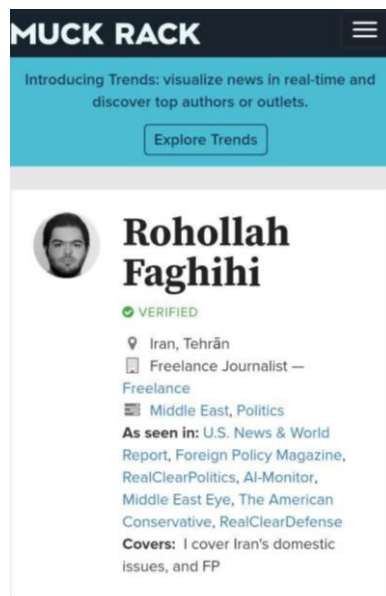 MUCK RACK
Introducing Trends: visualize news in real-time and
discover top authors or outlets.
Explore Trends
Rohollah
Faghihi
VERIFIED
Iran, Tehrān
Freelance Journalist —
Freelance
Middle East, Politics
As seen in: U.S. News & World
Report, Foreign Policy Magazine,
RealClearPolitics, Al-Monitor,
Middle East Eye, The American
Conservative, RealClearDefense
Covers: I cover Iran's domestic
issues, and FP